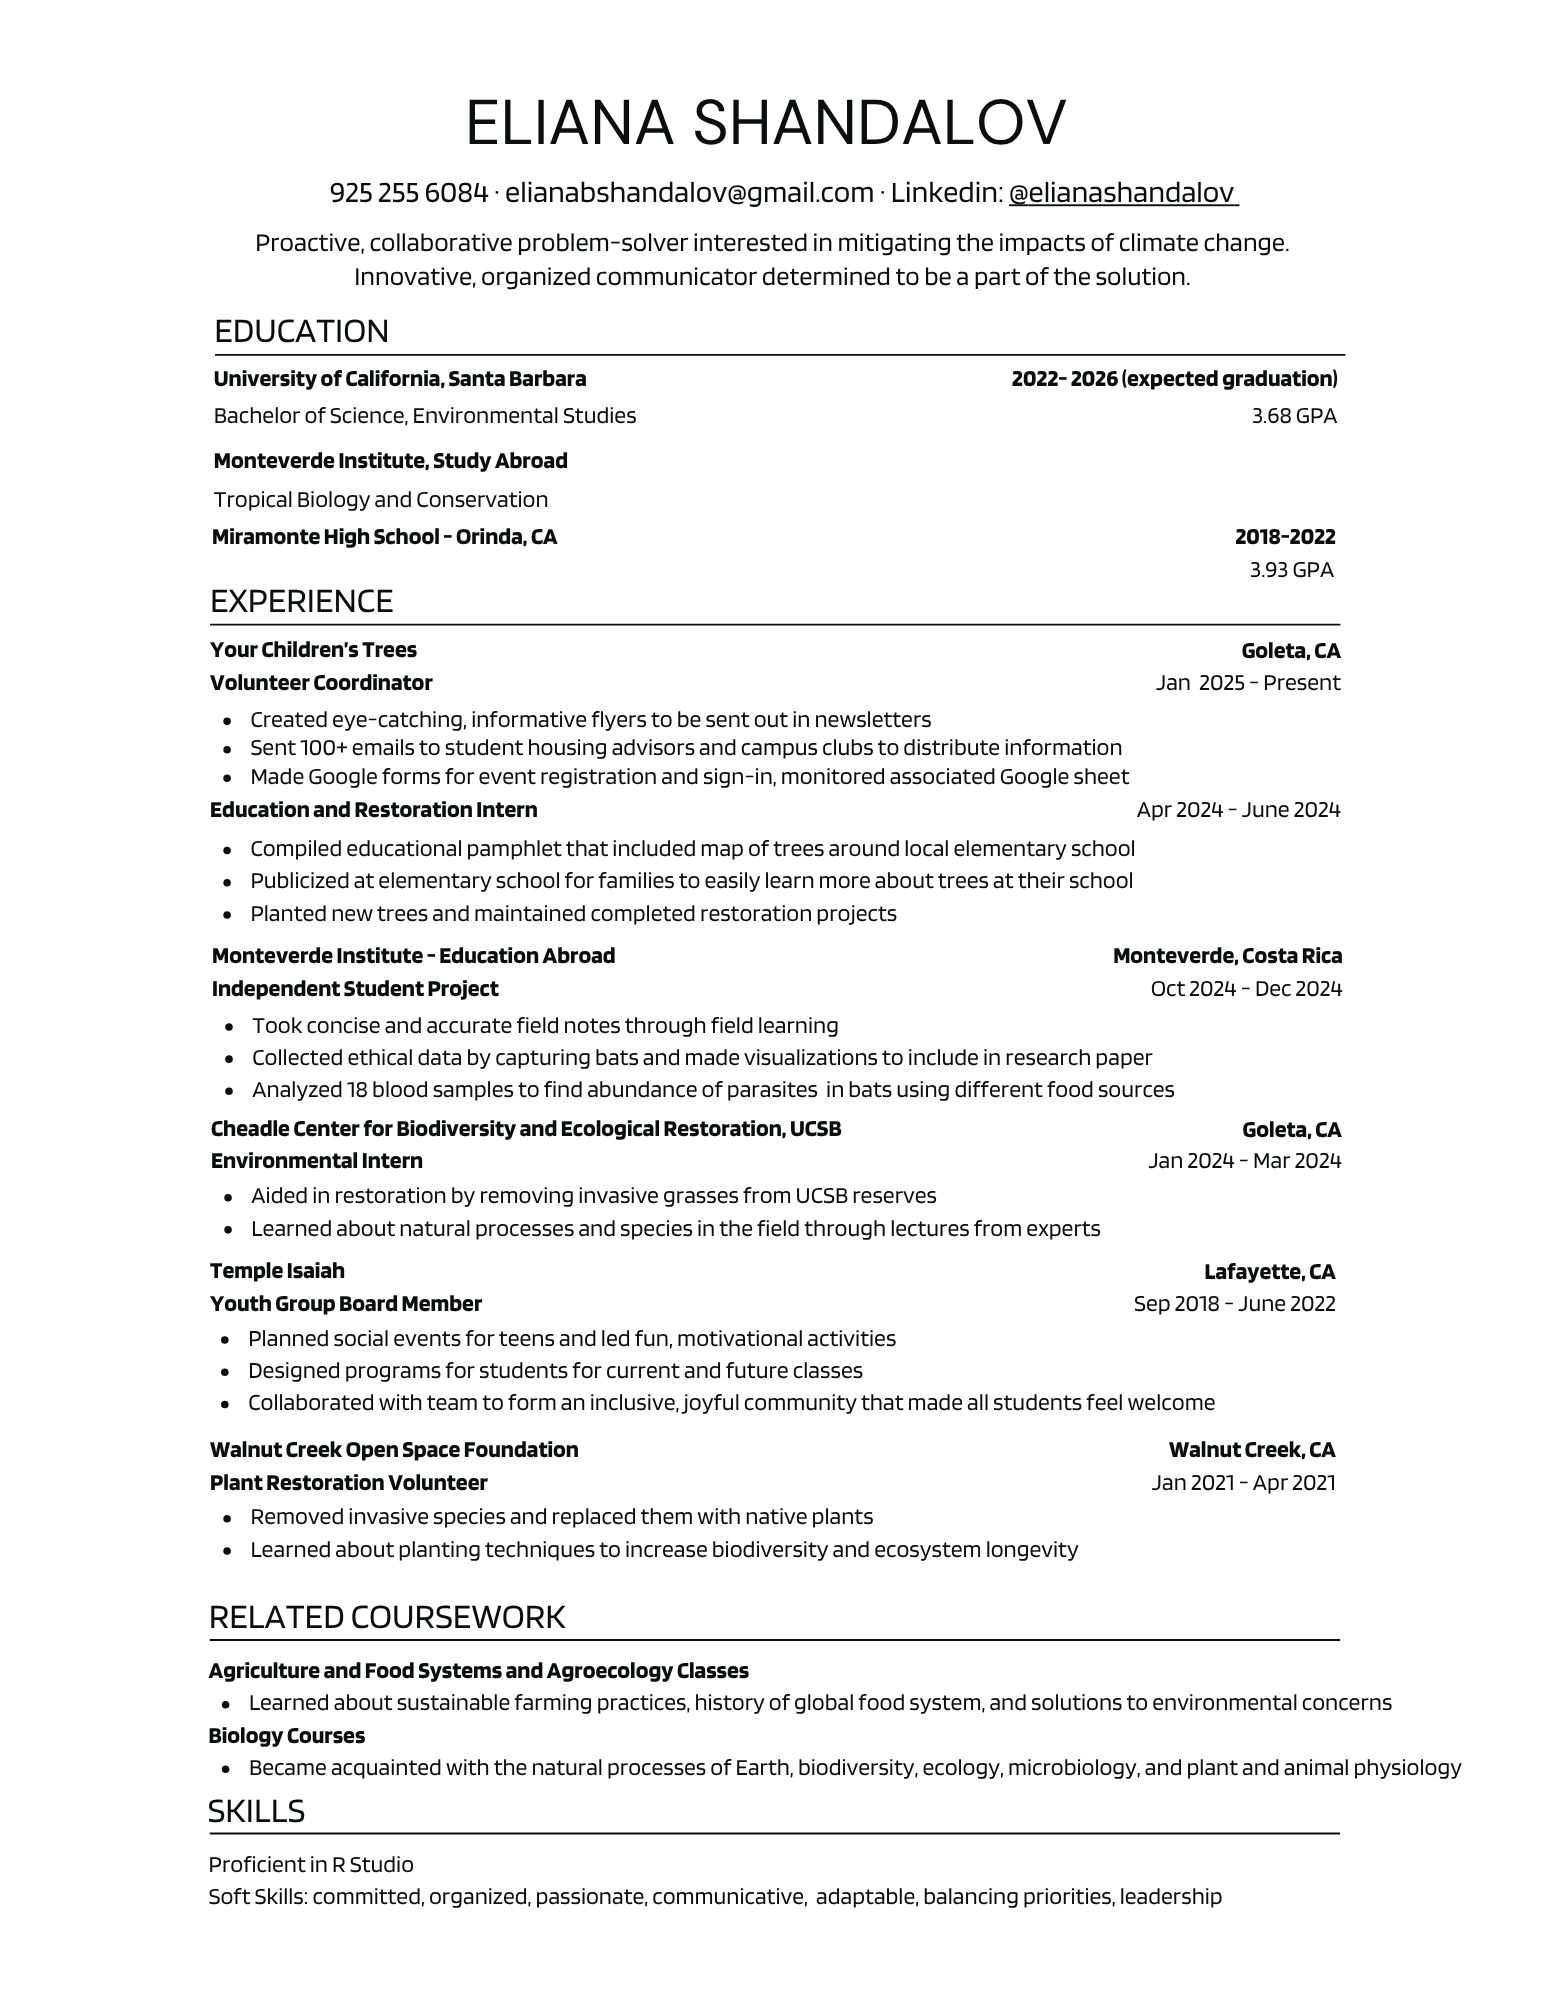 ELIANA SHANDALOV
925 255 6084 · elianabshandalov@gmail.com · Linkedin: @elianashandalov
Proactive, collaborative problem-solver interested in mitigating the impacts of climate change.
Innovative, organized communicator determined to be a part of the solution.
EDUCATION
University of California, Santa Barbara 2022- 2026 (expected graduation)
Bachelor of Science, Environmental Studies 3.68 GPA
Monteverde Institute, Study Abroad
Tropical Biology and Conservation
Miramonte High School - Orinda, CA 2018-2022
3.93 GPA
EXPERIENCE
Your Children's Trees Goleta, CA
Volunteer Coordinator Jan 2025 - Present
• Created eye-catching, informative flyers to be sent out in newsletters
• Sent 100+ emails to student housing advisors and campus clubs to distribute information
• Made Google forms for event registration and sign-in, monitored associated Google sheet
Education and Restoration Intern Apr 2024 - June 2024
• Compiled educational pamphlet that included map of trees around local elementary school
• Publicized at elementary school for families to easily learn more about trees at their school
• Planted new trees and maintained completed restoration projects
Monteverde Institute - Education Abroad Monteverde, Costa Rica
Independent Student Project Oct 2024 - Dec 2024
• Took concise and accurate field notes through field learning
• Collected ethical data by capturing bats and made visualizations to include in research paper
• Analyzed 18 blood samples to find abundance of parasites in bats using different food sources
Cheadle Center for Biodiversity and Ecological Restoration, UCSB Goleta, CA
Environmental Intern Jan 2024 - Mar 2024
• Aided in restoration by removing invasive grasses from UCSB reserves
• Learned about natural processes and species in the field through lectures from experts
Temple Isaiah Lafayette, CA
Youth Group Board Member Sep 2018 - June 2022
• Planned social events for teens and led fun, motivational activities
• Designed programs for students for current and future classes
• Collaborated with team to form an inclusive, joyful community that made all students feel welcome
Walnut Creek Open Space Foundation Walnut Creek, CA
Plant Restoration Volunteer Jan 2021 - Apr 2021
• Removed invasive species and replaced them with native plants
• Learned about planting techniques to increase biodiversity and ecosystem longevity
RELATED COURSEWORK
Agriculture and Food Systems and Agroecology Classes
• Learned about sustainable farming practices, history of global food system, and solutions to environmental concerns
Biology Courses
• Became acquainted with the natural processes of Earth, biodiversity, ecology, microbiology, and plant and animal physiology
SKILLS
Proficient in R Studio
Soft Skills: committed, organized, passionate, communicative, adaptable, balancing priorities, leadership